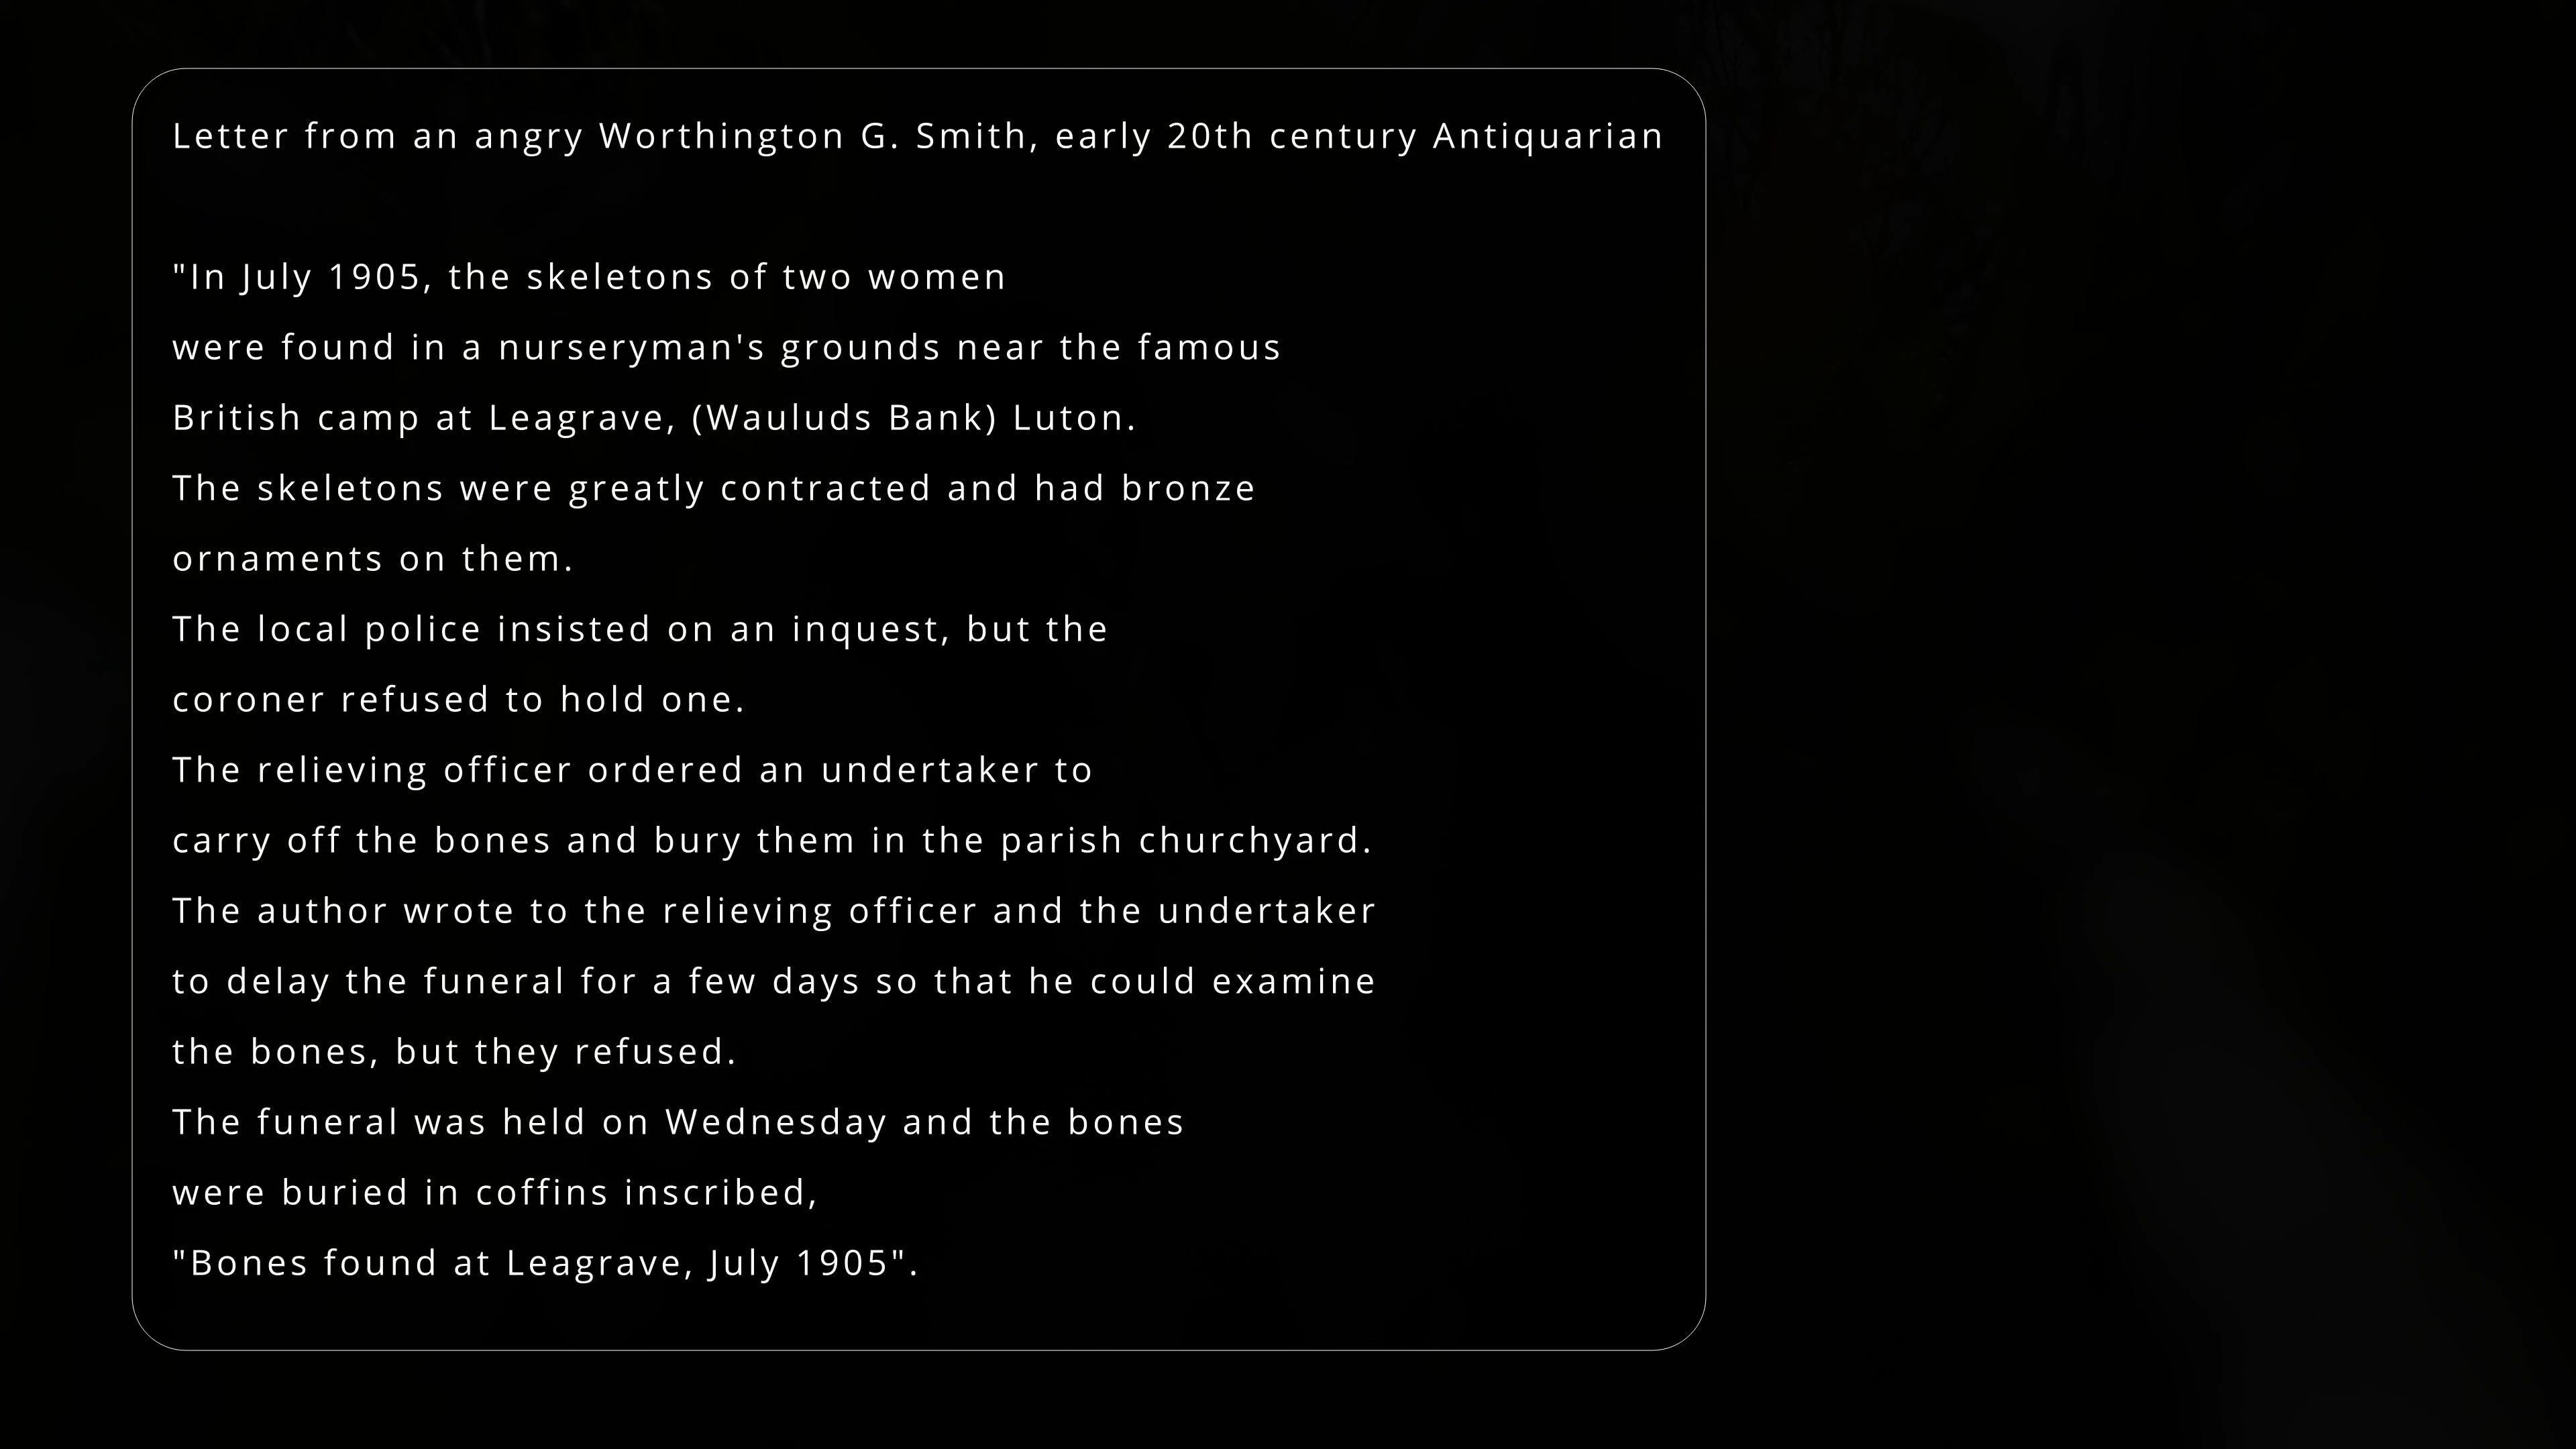 Letter from an angry Worthington G. Smith, early 20th century Antiquarian
"In July 1905, the skeletons of two women
were found in a nurseryman's grounds near the famous
British camp at Leagrave, (Wauluds Bank) Luton.
The skeletons were greatly contracted and had bronze
ornaments on them.
The local police insisted on an inquest, but the
coroner refused to hold one.
The relieving officer ordered an undertaker to
carry off the bones and bury them in the parish churchyard.
The author wrote to the relieving officer and the undertaker
to delay the funeral for a few days so that he could examine
the bones, but they refused.
The funeral was held on Wednesday and the bones
were buried in coffins inscribed,
"Bones found at Leagrave, July 1905".